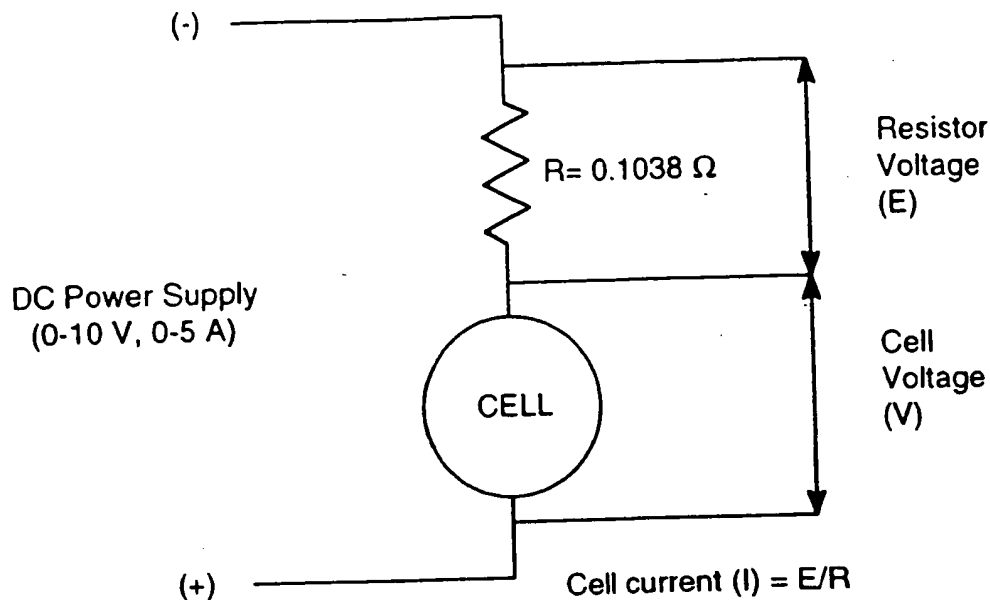 (-)
Resistor
Voltage
(E)
R= 0.1038 Ω
DC Power Supply
(0-10 V, 0-5 A)
CELL
Cell
Voltage
(V)
(+)
Cell current (I) = E/R